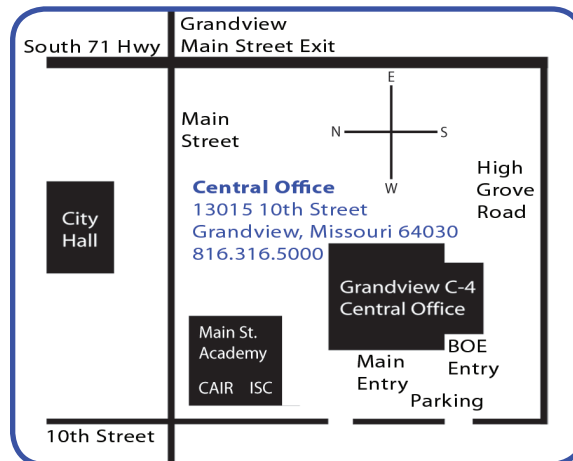 Grandview
South 71 Hwy
Main Street Exit
E
N
S
W
Main
Street
High
Grove
Road
Central Office
13015 10th Street
Grandview, Missouri 64030
816.316.5000
City
Hall
Grandview C-4
Central Office
Main St.
Academy
CAIR ISC
Main
Entry
BOE
Entry
Parking
10th Street